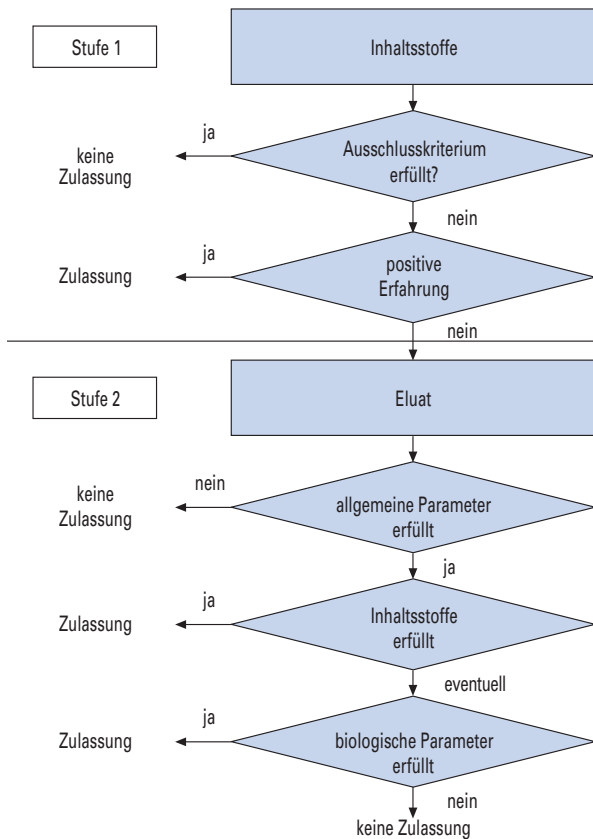 Stufe 1
Inhaltsstoffe
ja
keine
Zulassung
Ausschlusskriterium
erfüllt?
nein
ja
Zulassung
positive
Erfahrung
nein
Stufe 2
Eluat
nein
keine
Zulassung
allgemeine Parameter
erfüllt
ja
ja
Zulassung
Inhaltsstoffe
erfüllt
eventuell
ja
Zulassung
biologische Parameter
erfüllt
nein
keine Zulassung